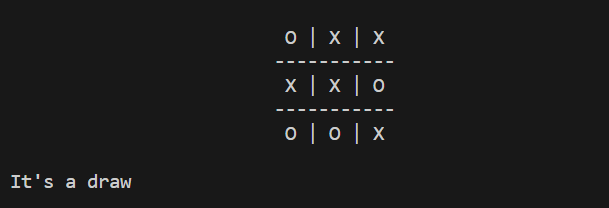 O | X | X
-----------
X | X | O
-----------
O | O | X
It's a draw